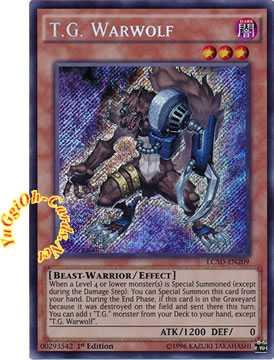 T.G. Warwolf
YuGsiOh-Cards.Net
LC5D-EN209
[BEAST-WARRIOR/EFFECT]
When a Level 4 or lower monster(s) is Special Summoned (except
during the Damage Step): You can Special Summon this card from
your hand. During the End Phase, if this card is in the Graveyard
because it was destroyed on the field and sent there this turn:
You can add 1 "T.G." monster from your Deck to your hand, except
"T.G. Warwolf".
ATK/1200 DEF/ 0
00293542 1st Edition ©1996 KAZUKI TAKAHASHI